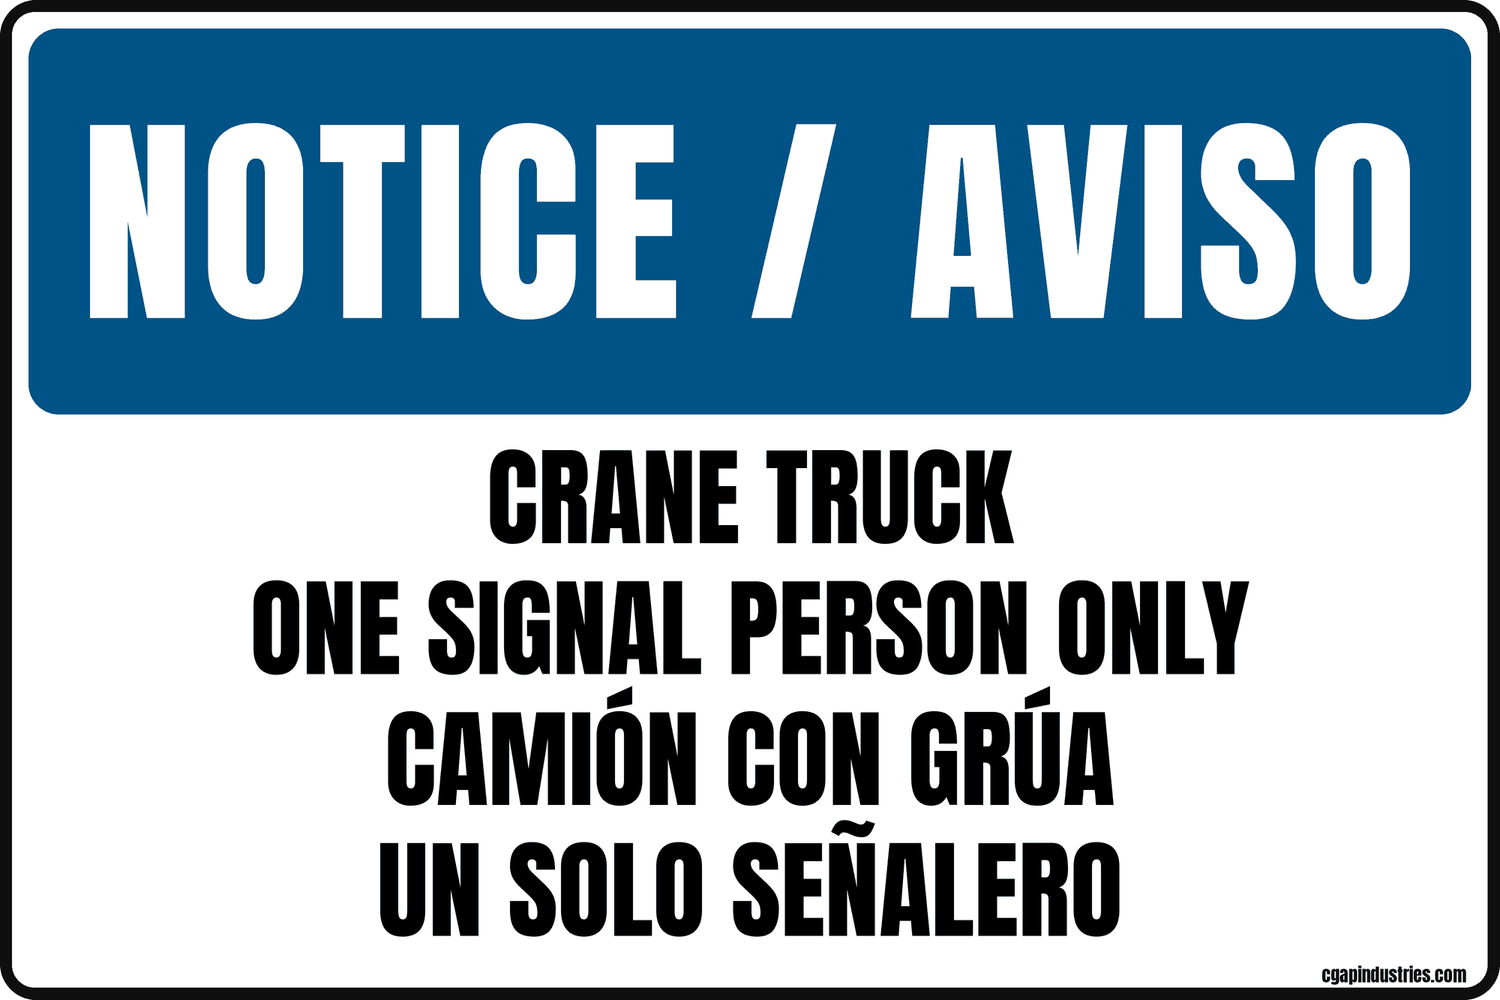 NOTICE / AVISO
CRANE TRUCK
ONE SIGNAL PERSON ONLY
CAMIÓN CON GRÚA
UN SOLO SEÑALERO
cgapindustries.com